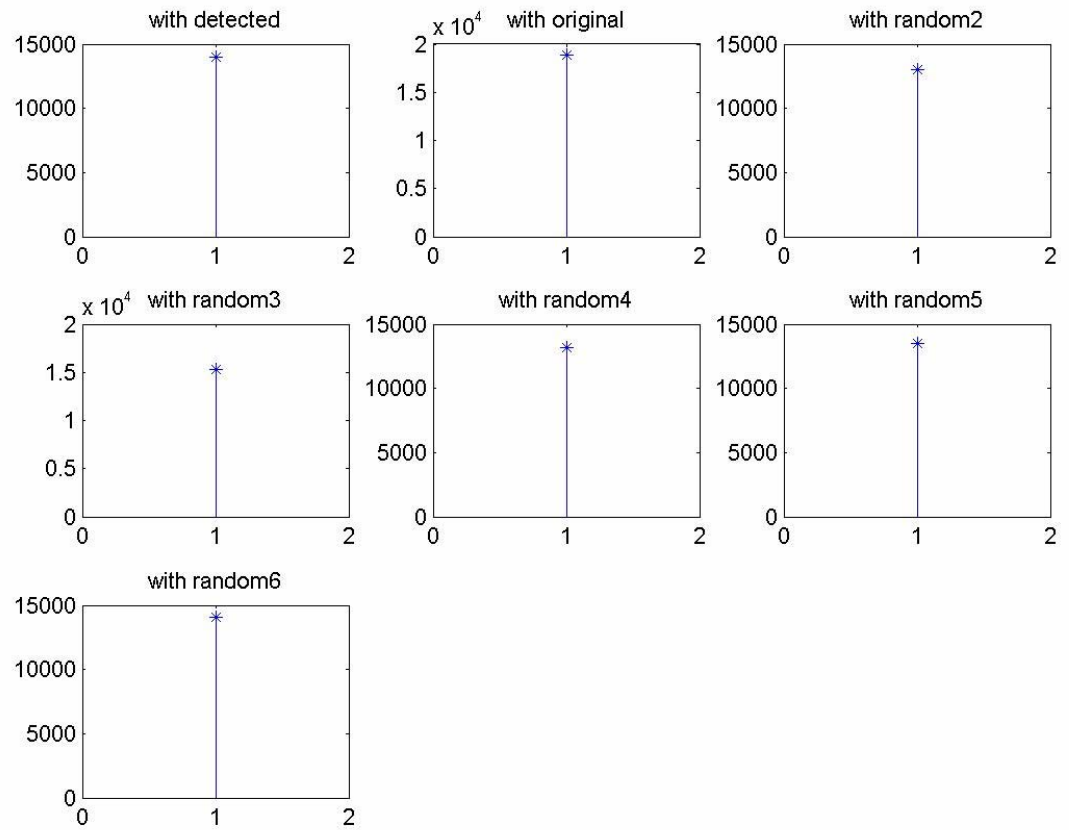 with detected
15000
10000
5000
0
0 1 2
with original
x 10^4
2
1.5
1
0.5
0
0 1 2
with random2
15000
10000
5000
0
0 1 2
with random3
x 10^4
2
1.5
1
0.5
0
0 1 2
with random4
15000
10000
5000
0
0 1 2
with random5
15000
10000
5000
0
0 1 2
with random6
15000
10000
5000
0
0 1 2